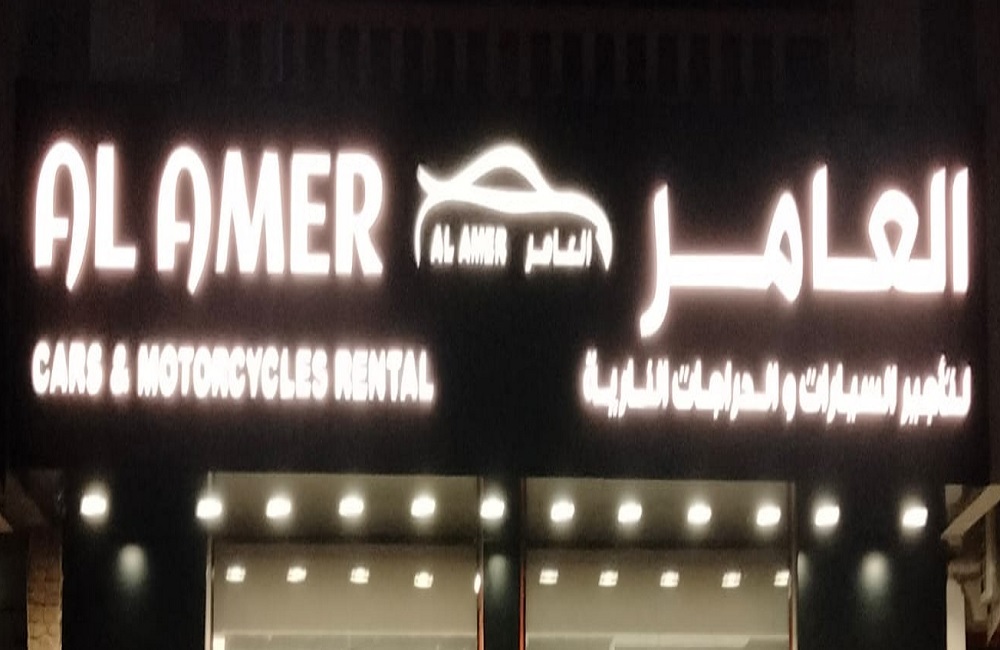 AL AMER
CARS & MOTORCYCLES RENTAL
AL AMER العامر
العامر
لتأجير السيارات و الدراجات النارية